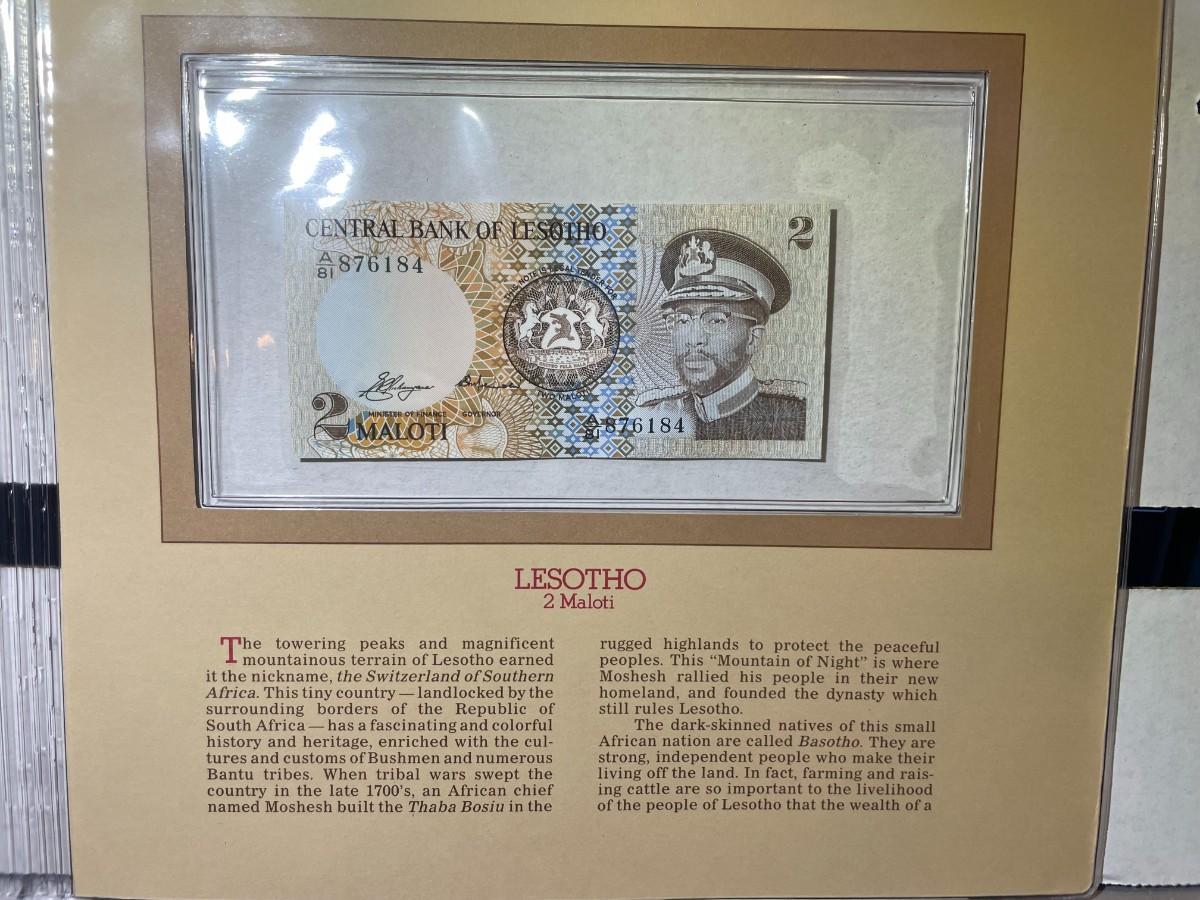 CENTRAL BANK OF LESOTHO
2
A/81 876184
THIS NOTE IS LEGAL TENDER FOR
TWO MALOTI
MINISTER OF FINANCE GOVERNOR
2 MALOTI
A/81 876184
LESOTHO
2 Maloti
The towering peaks and magnificent
mountainous terrain of Lesotho earned
it the nickname, the Switzerland of Southern
Africa. This tiny country — landlocked by the
surrounding borders of the Republic of
South Africa — has a fascinating and colorful
history and heritage, enriched with the cul-
tures and customs of Bushmen and numerous
Bantu tribes. When tribal wars swept the
country in the late 1700's, an African chief
named Moshesh built the Thaba Bosiu in the
rugged highlands to protect the peaceful
peoples. This “Mountain of Night” is where
Moshesh rallied his people in their new
homeland, and founded the dynasty which
still rules Lesotho.
The dark-skinned natives of this small
African nation are called Basotho. They are
strong, independent people who make their
living off the land. In fact, farming and rais-
ing cattle are so important to the livelihood
of the people of Lesotho that the wealth of a